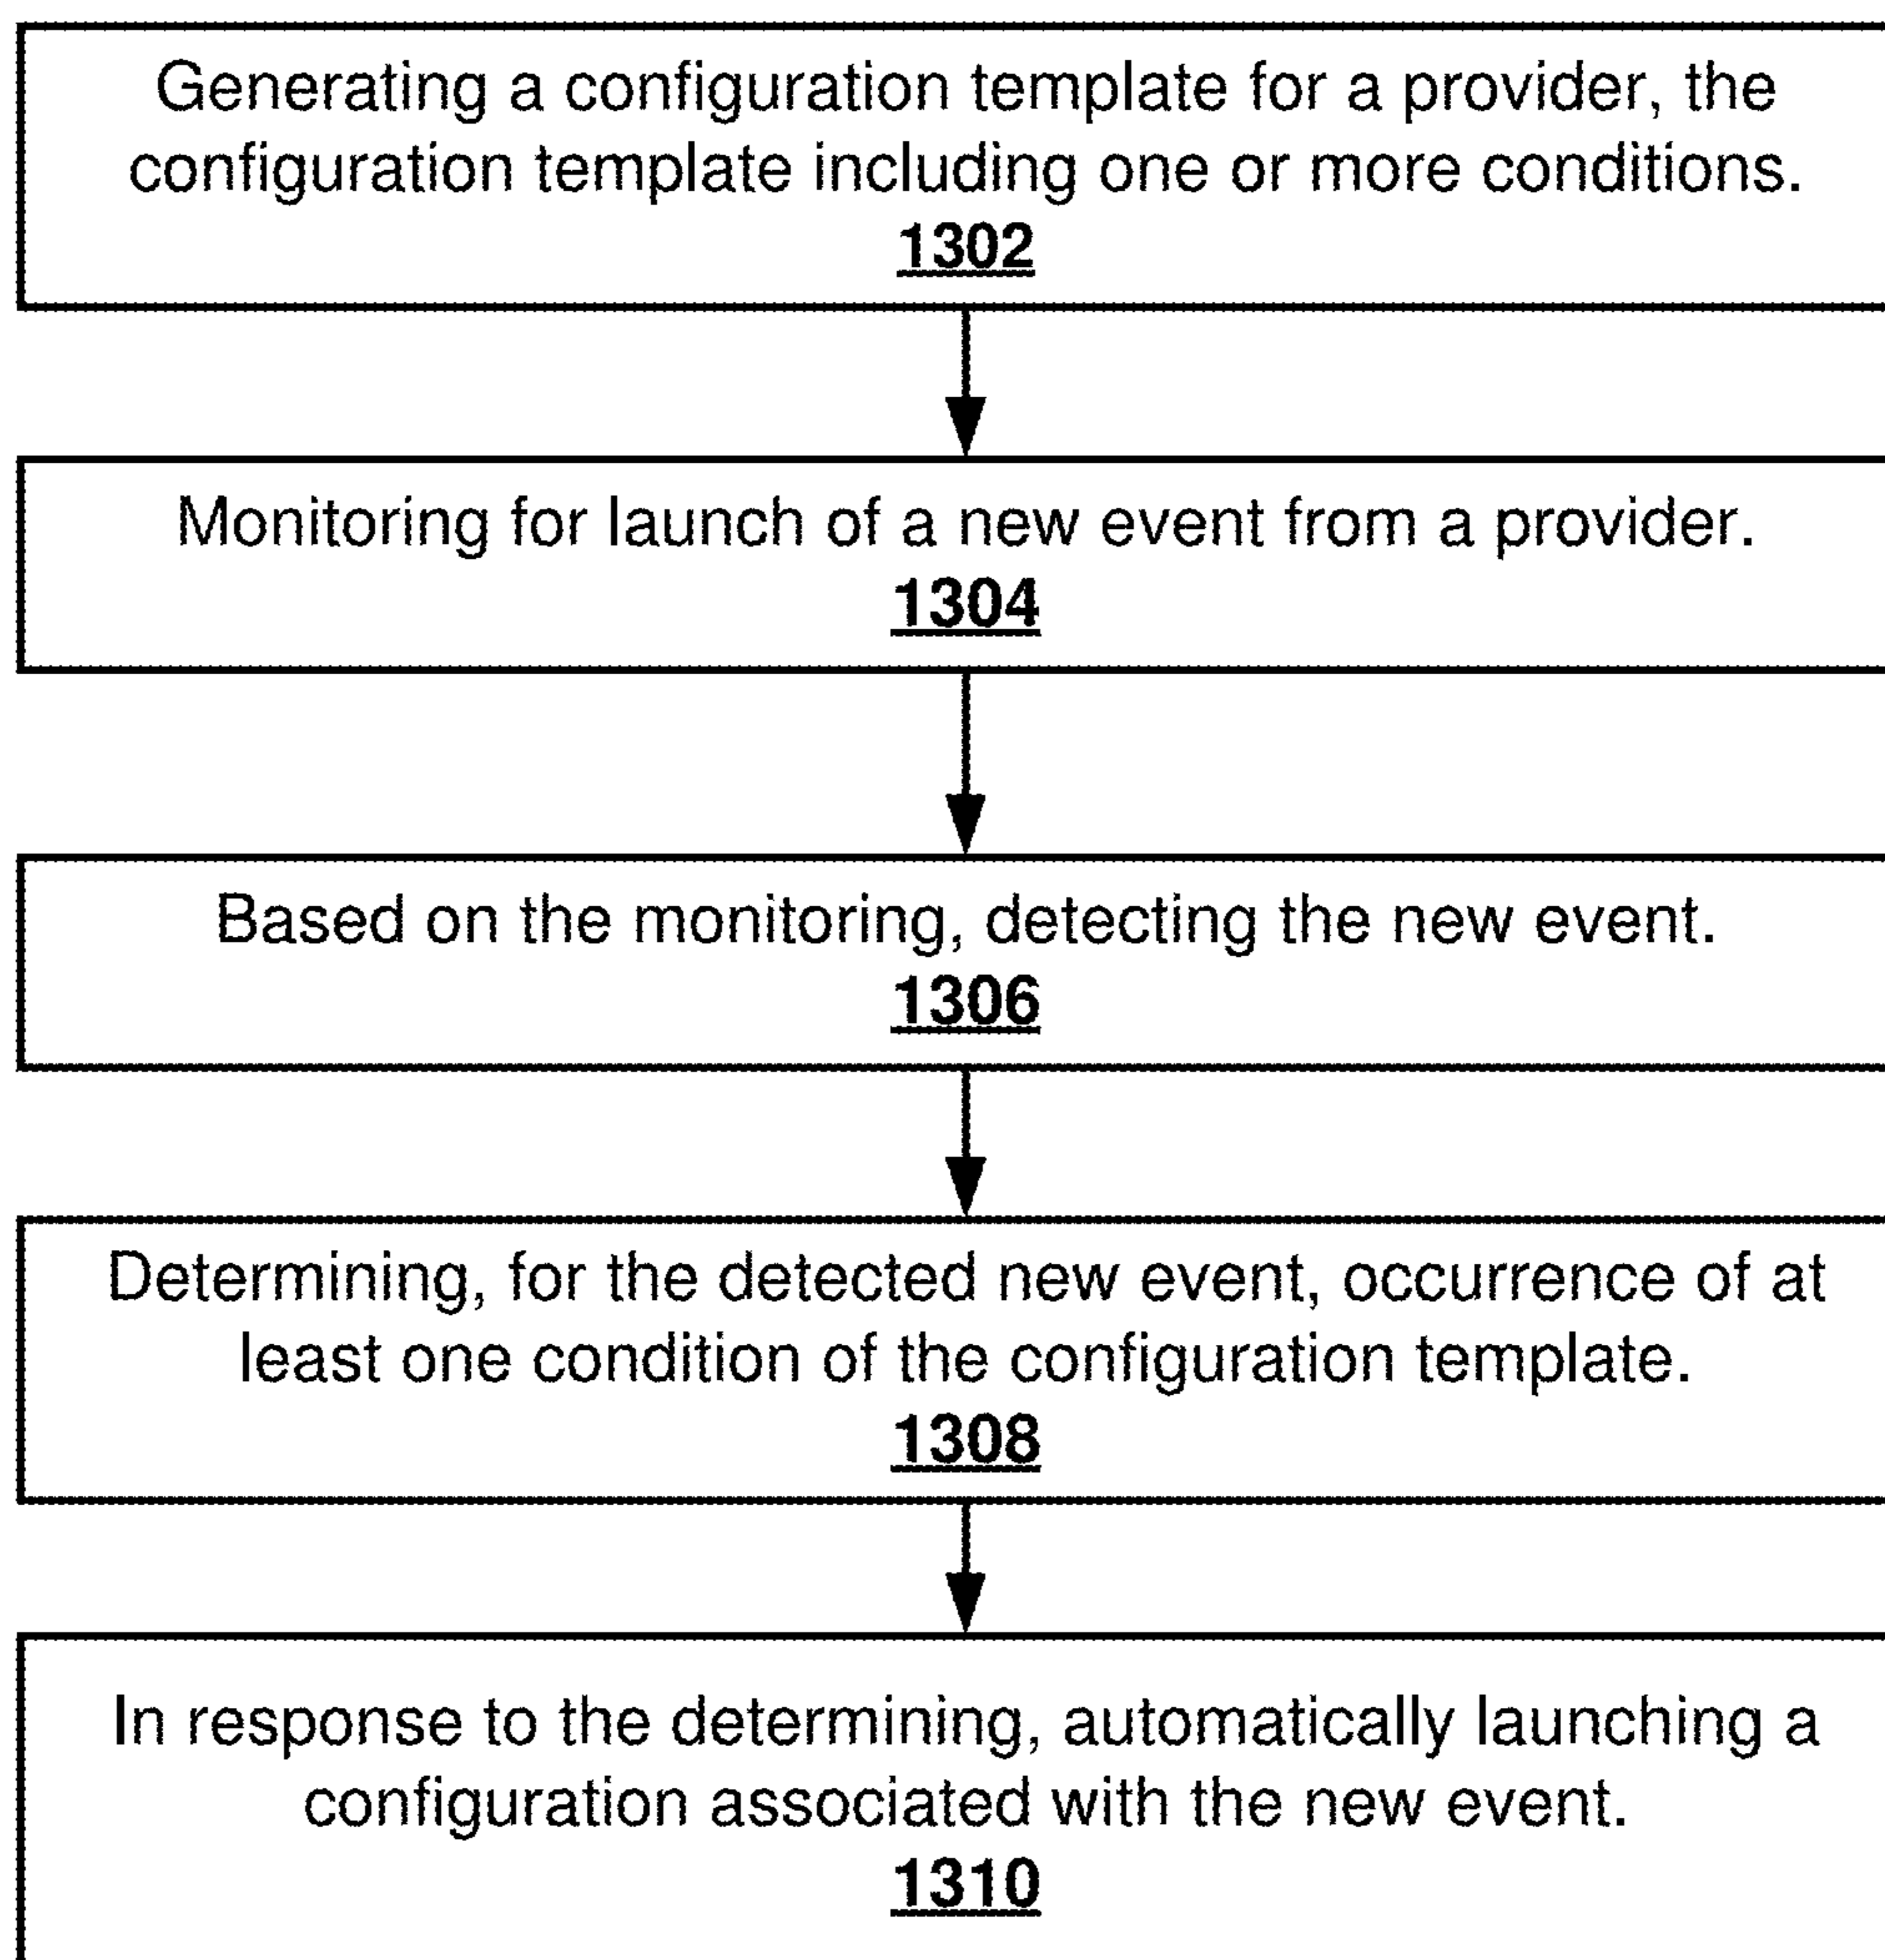 Generating a configuration template for a provider, the
configuration template including one or more conditions.
1302
Monitoring for launch of a new event from a provider.
1304
Based on the monitoring, detecting the new event.
1306
Determining, for the detected new event, occurrence of at
least one condition of the configuration template.
1308
In response to the determining, automatically launching a
configuration associated with the new event.
1310